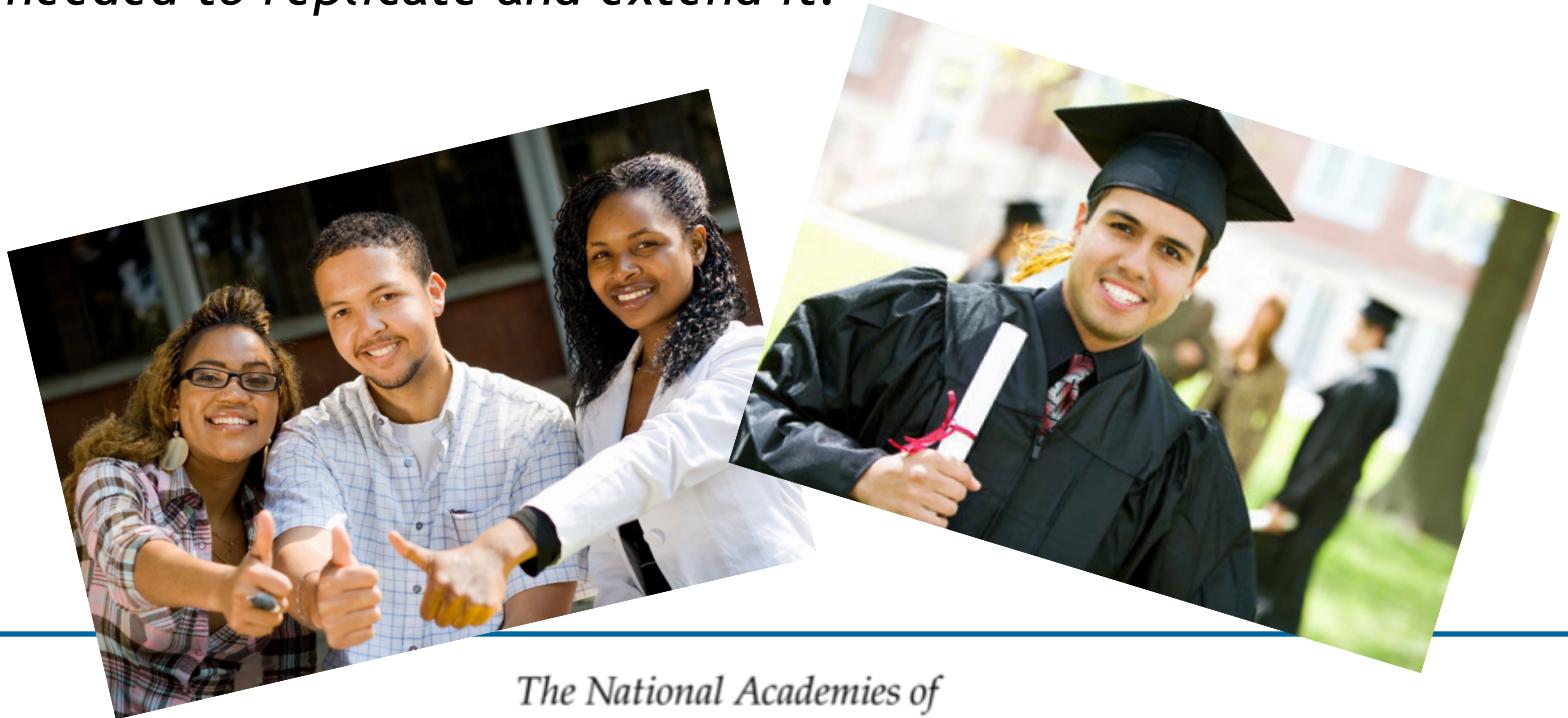 needed to replicate and extend it.
The National Academies of